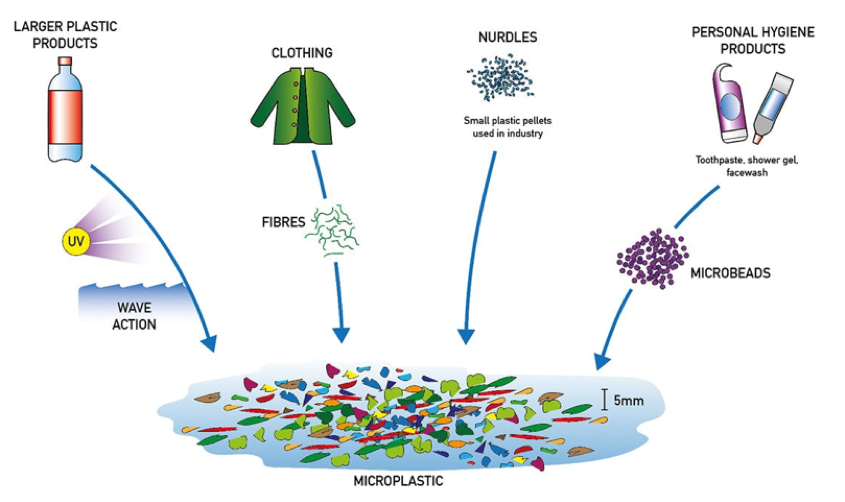 LARGER PLASTIC
PRODUCTS
CLOTHING
NURDLES
Small plastic pellets
used in industry
PERSONAL HYGIENE
PRODUCTS
Toothpaste, shower gel,
facewash
UV
WAVE
ACTION
FIBRES
MICROBEADS
5mm
MICROPLASTIC